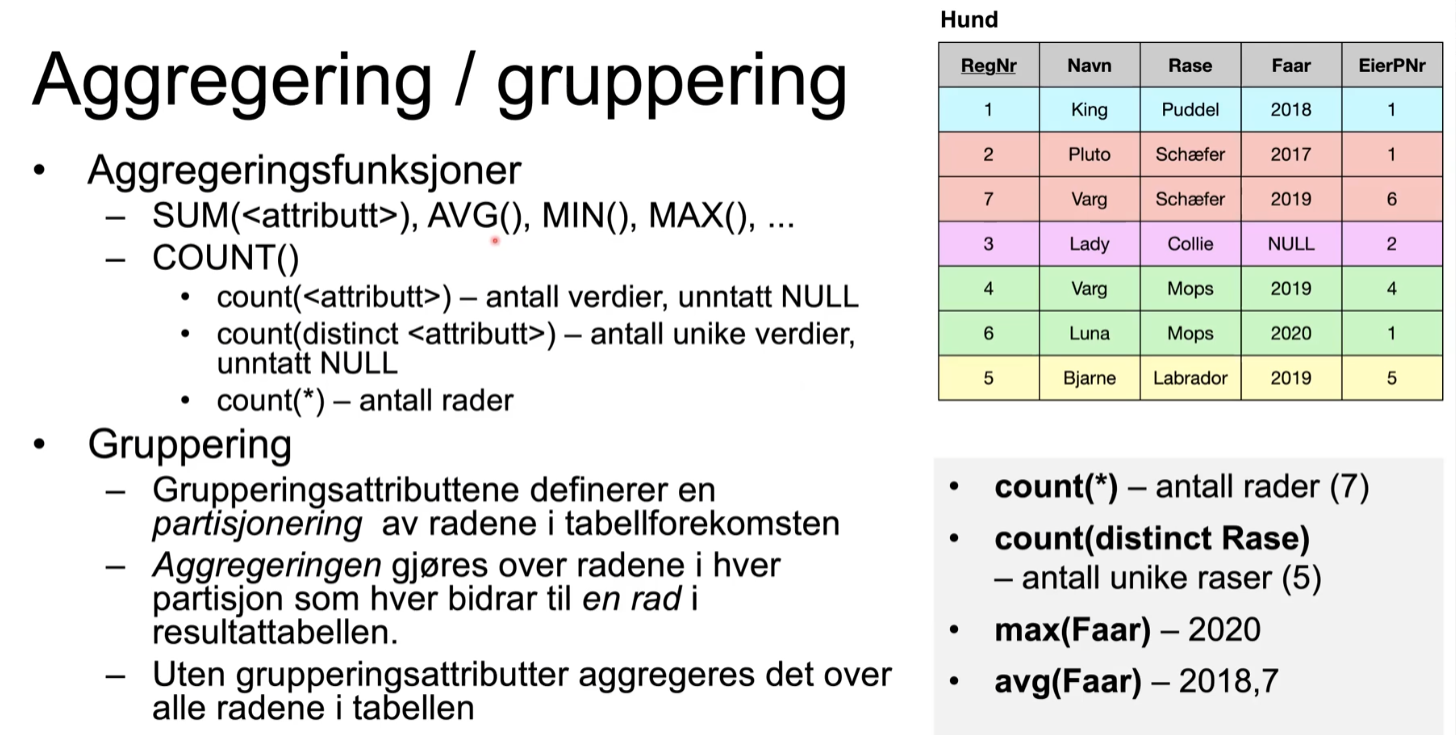 Aggregering / gruppering
• Aggregeringsfunksjoner
– SUM(<attributt>), AVG(), MIN(), MAX(), ...
– COUNT()
• count(<attributt>) – antall verdier, unntatt NULL
• count(distinct <attributt>) – antall unike verdier,
unntatt NULL
• count(*) – antall rader
• Gruppering
– Grupperingsattributtene definerer en
partisjonering av radene i tabellforekomsten
– Aggregeringen gjøres over radene i hver
partisjon som hver bidrar til en rad i
resultattabellen.
– Uten grupperingsattributter aggregeres det over
alle radene i tabellen
Hund
RegNr Navn Rase Faar EierPNr
1 King Puddel 2018 1
2 Pluto Schæfer 2017 1
7 Varg Schæfer 2019 6
3 Lady Collie NULL 2
4 Varg Mops 2019 4
6 Luna Mops 2020 1
5 Bjarne Labrador 2019 5
• count(*) – antall rader (7)
• count(distinct Rase)
– antall unike raser (5)
• max(Faar) – 2020
• avg(Faar) – 2018,7